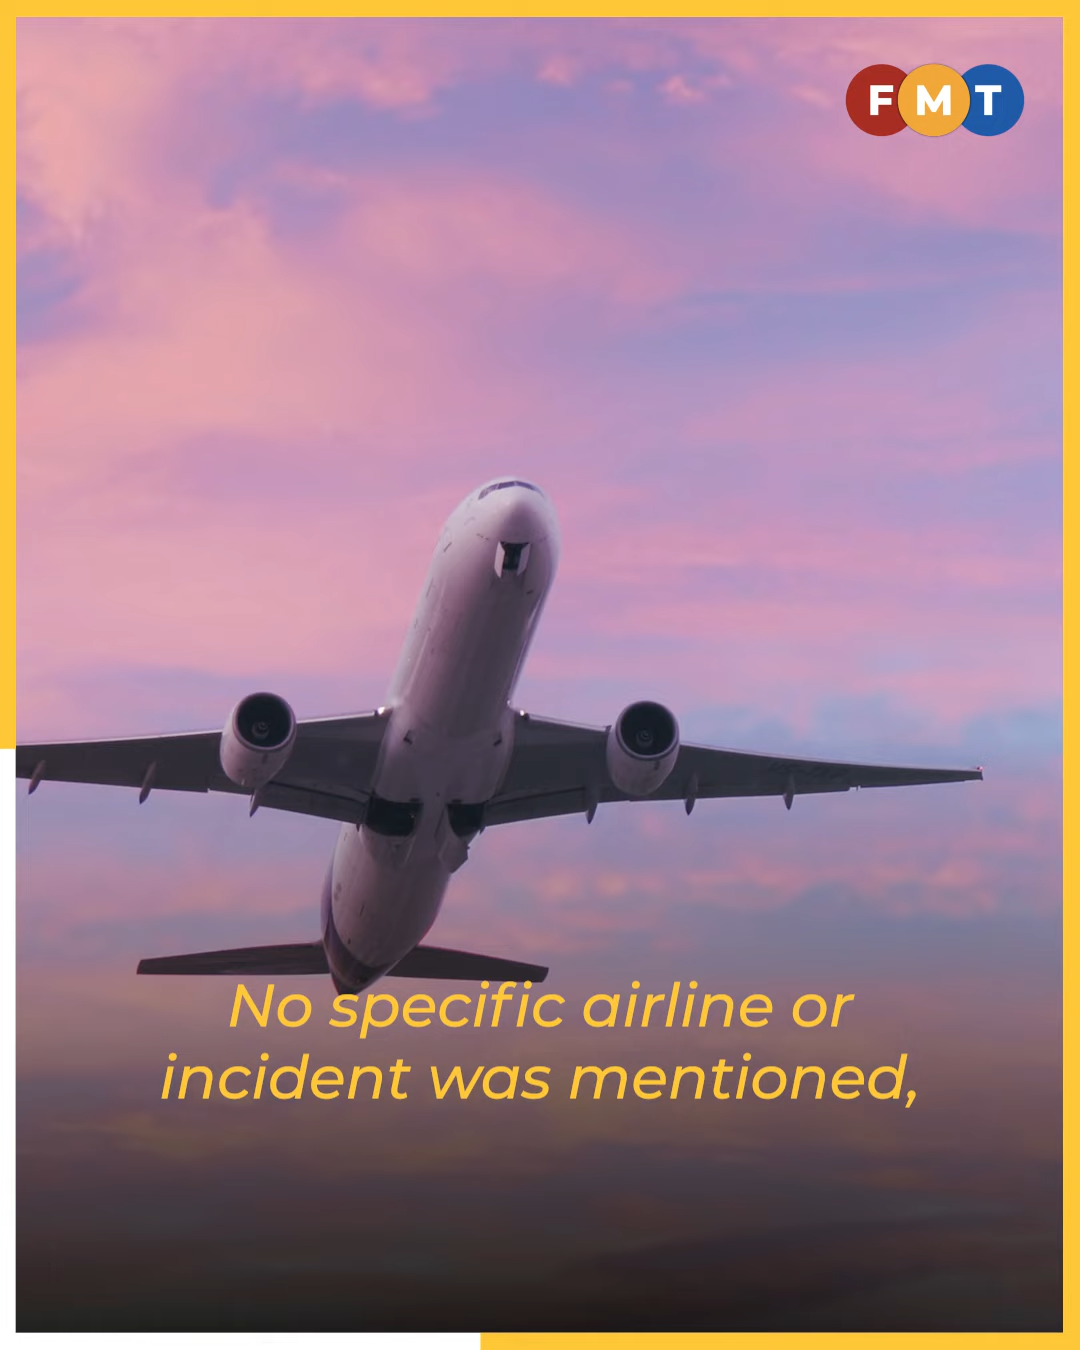 FMT
No specific airline or
incident was mentioned,